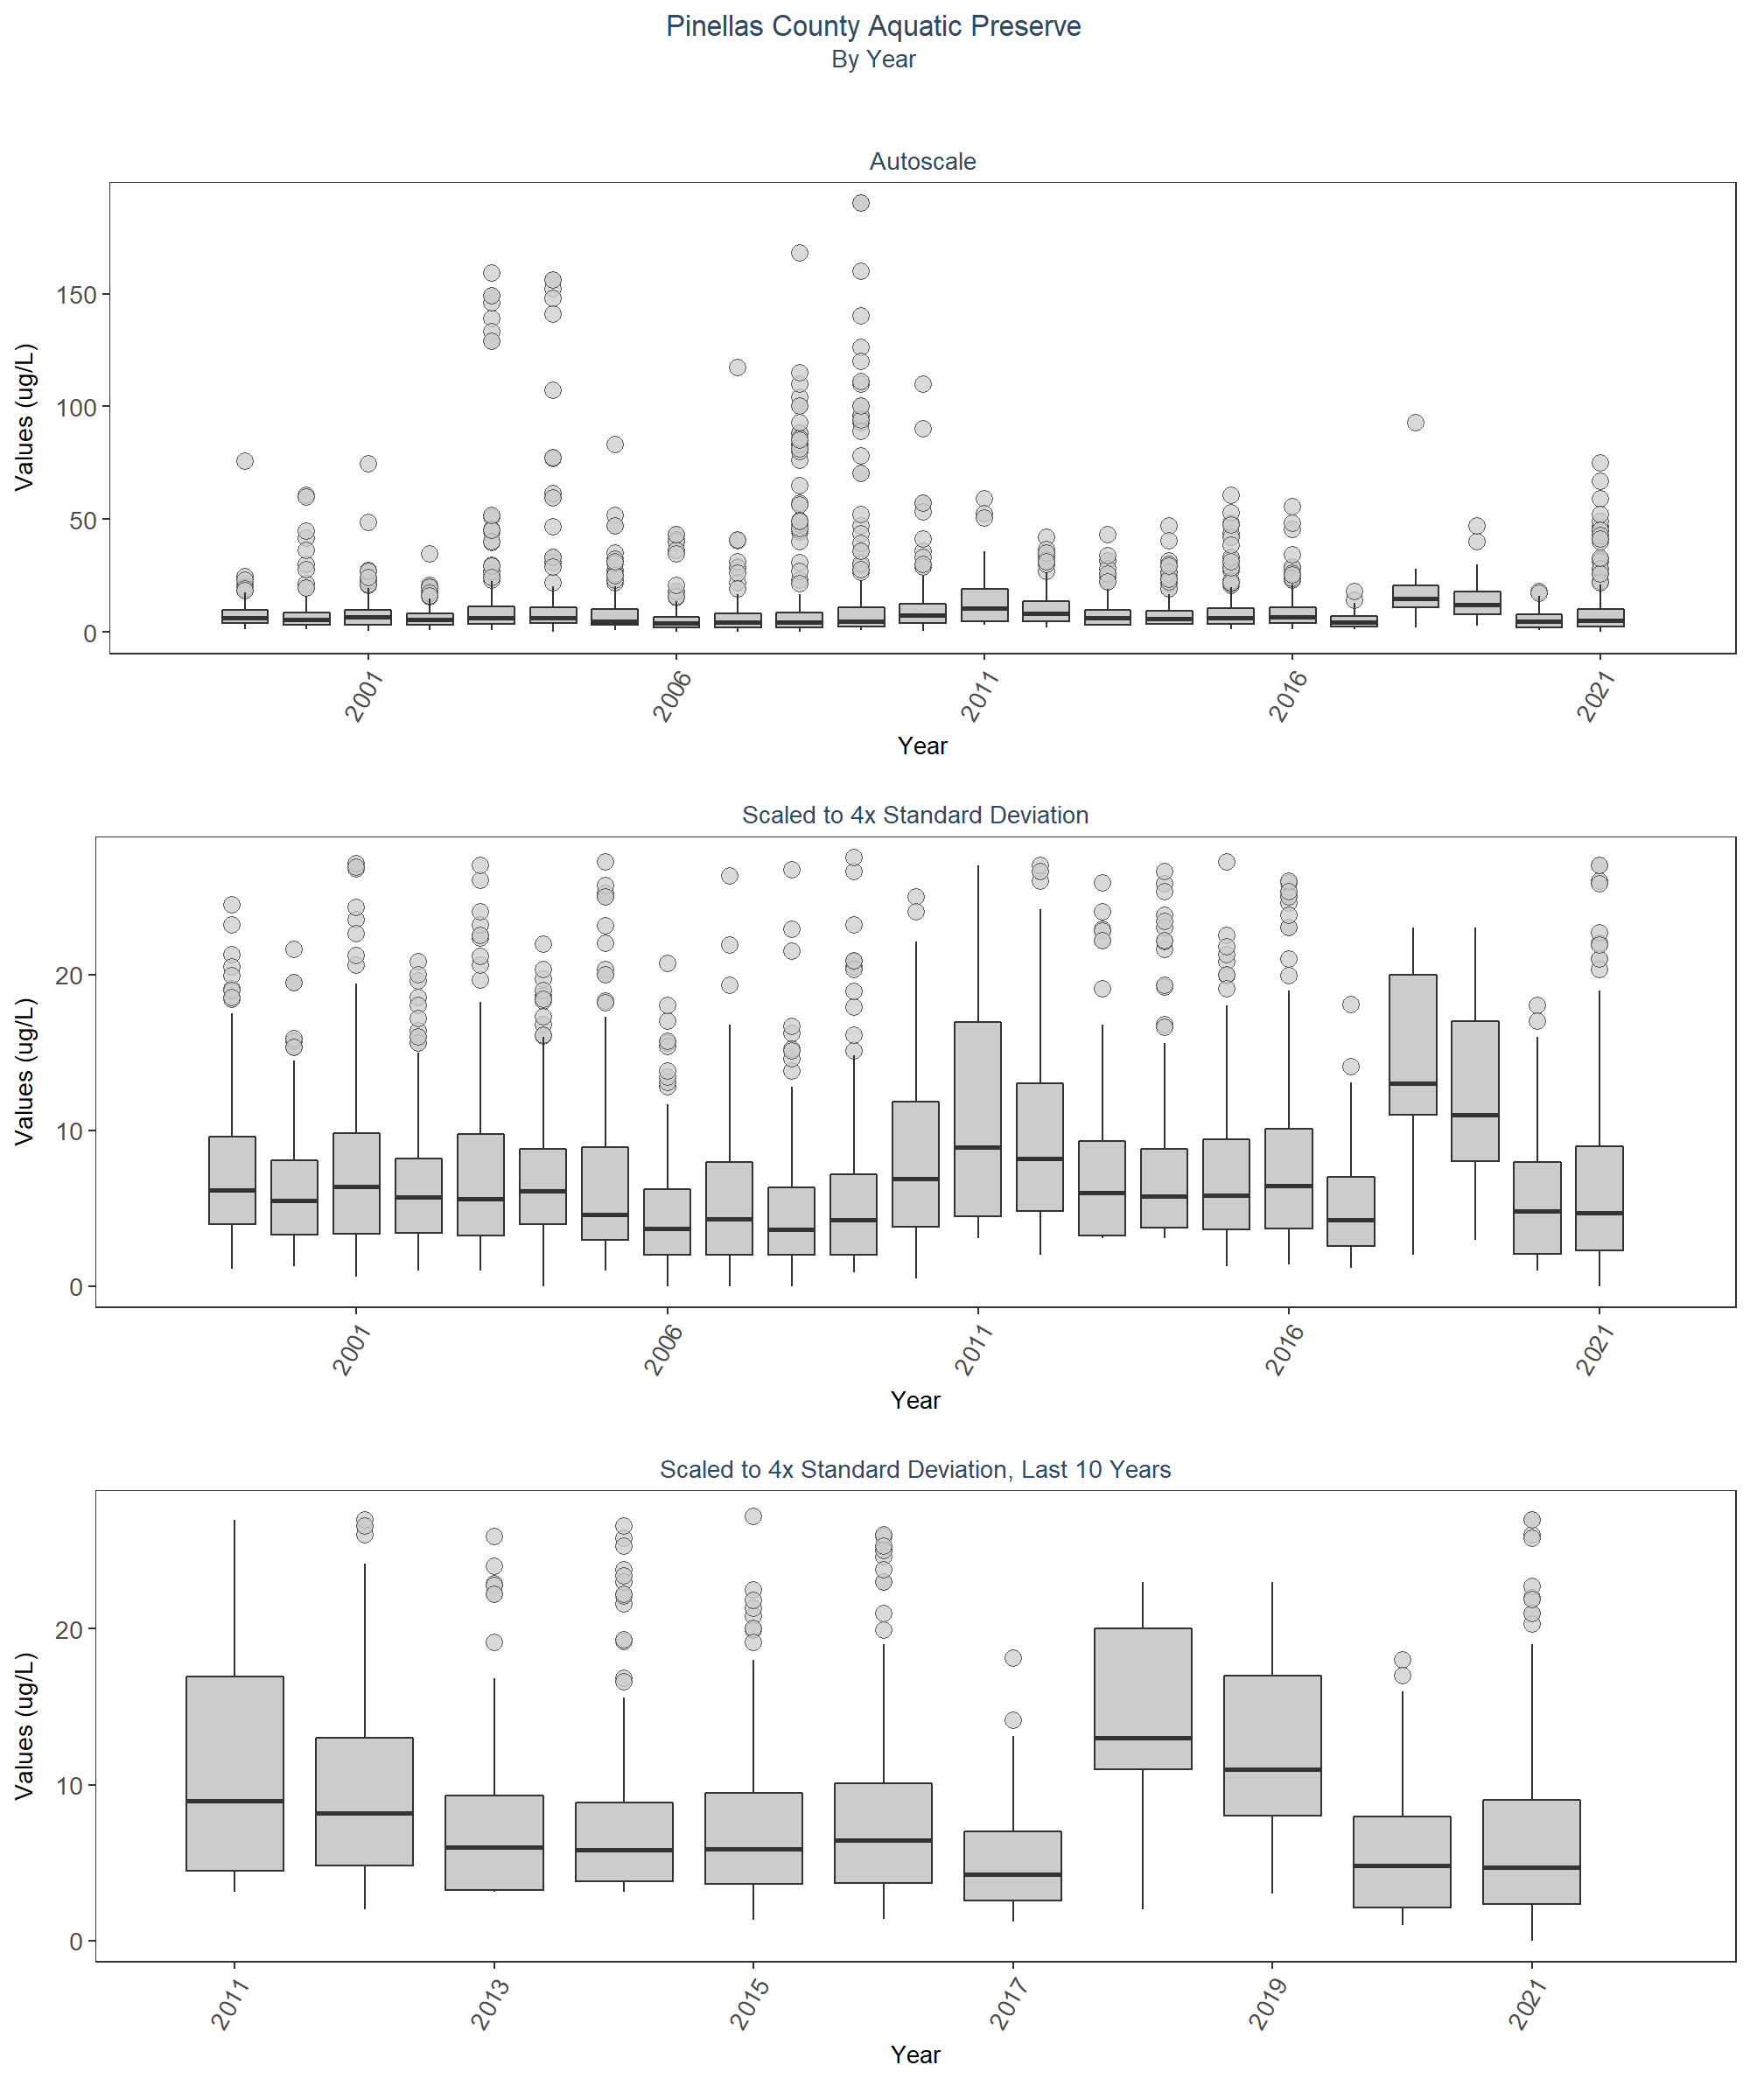 Pinellas County Aquatic Preserve
By Year
Autoscale
Values (ug/L)
150
100
50
0
2001
2006
2011
2016
2021
Year
Scaled to 4x Standard Deviation
Values (ug/L)
20
10
0
2001
2006
2011
2016
2021
Year
Scaled to 4x Standard Deviation, Last 10 Years
Values (ug/L)
20
10
0
2011
2013
2015
2017
2019
2021
Year